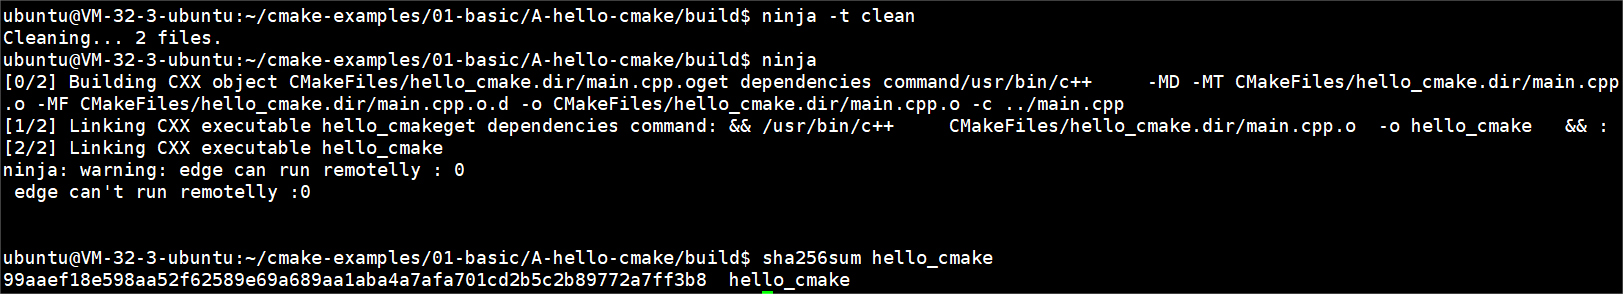 ubuntu@VM-32-3-ubuntu:~/cmake-examples/01-basic/A-hello-cmake/build$ ninja -t clean
Cleaning... 2 files.
ubuntu@VM-32-3-ubuntu:~/cmake-examples/01-basic/A-hello-cmake/build$ ninja
[0/2] Building CXX object CMakeFiles/hello_cmake.dir/main.cpp.oget dependencies command/usr/bin/c++     -MD -MT CMakeFiles/hello_cmake.dir/main.cpp
.o -MF CMakeFiles/hello_cmake.dir/main.cpp.o.d -o CMakeFiles/hello_cmake.dir/main.cpp.o -c ../main.cpp
[1/2] Linking CXX executable hello_cmakeget dependencies command: && /usr/bin/c++     CMakeFiles/hello_cmake.dir/main.cpp.o  -o hello_cmake   && :
[2/2] Linking CXX executable hello_cmake
ninja: warning: edge can run remotelly : 0
 edge can't run remotelly :0
ubuntu@VM-32-3-ubuntu:~/cmake-examples/01-basic/A-hello-cmake/build$ sha256sum hello_cmake
99aaef18e598aa52f62589e69a689aa1aba4a7afa701cd2b5c2b89772a7ff3b8  hello_cmake